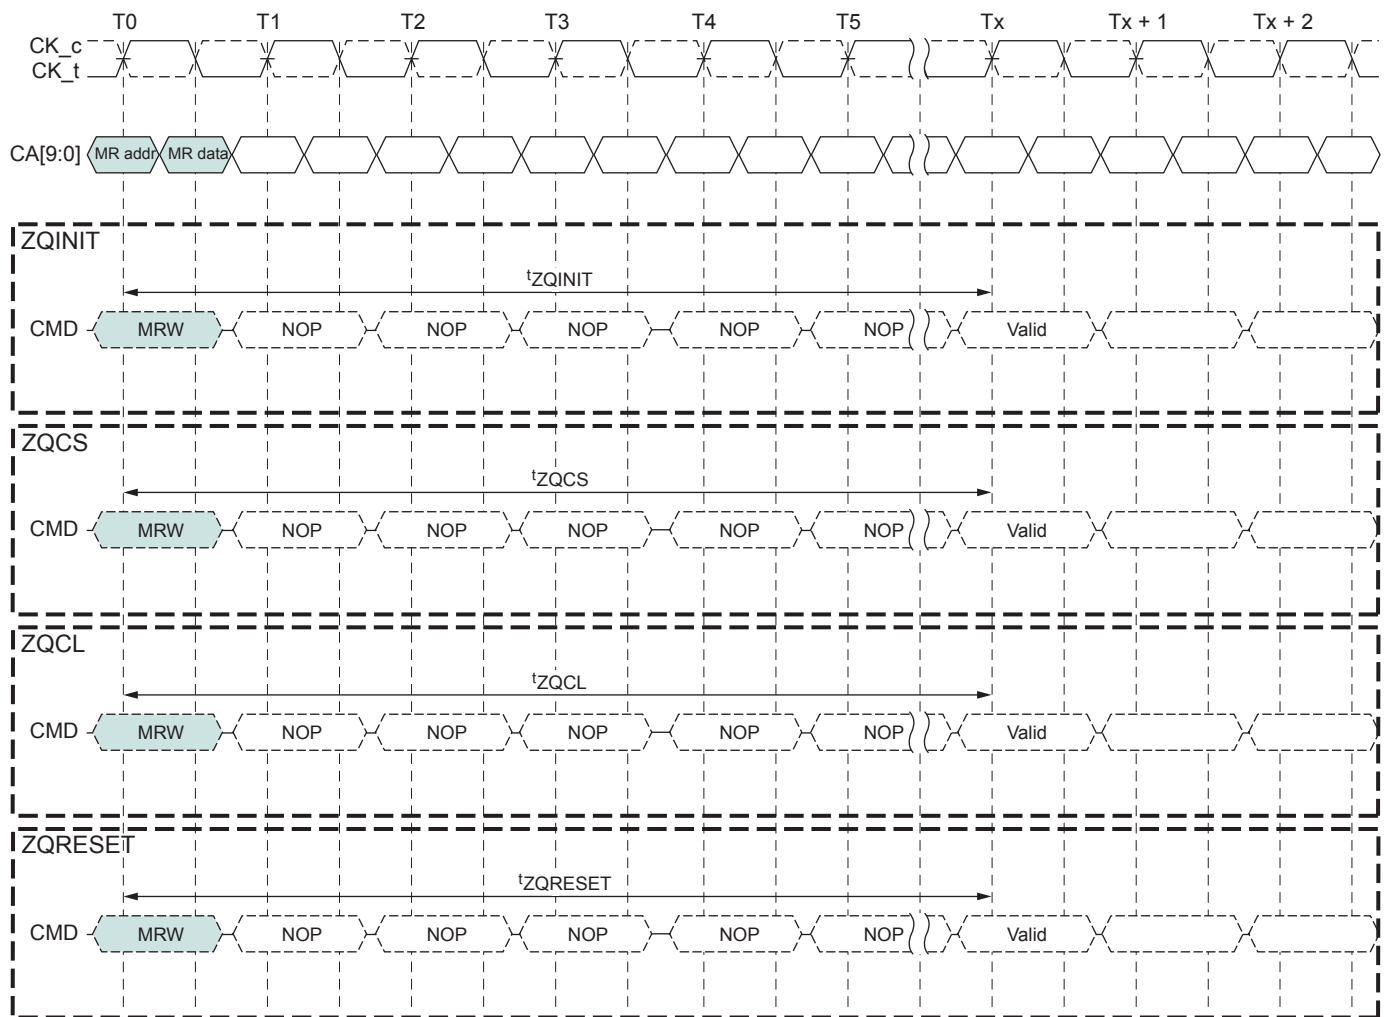 T0 T1 T2 T3 T4 T5 Tx Tx + 1 Tx + 2
CK_c
CK_t
CA[9:0] MR addr MR data
ZQINIT
tZQINIT
CMD MRW NOP NOP NOP NOP NOP Valid
ZQCS
tZQCS
CMD MRW NOP NOP NOP NOP NOP Valid
ZQCL
tZQCL
CMD MRW NOP NOP NOP NOP NOP Valid
ZQRESET
tZQRESET
CMD MRW NOP NOP NOP NOP NOP Valid